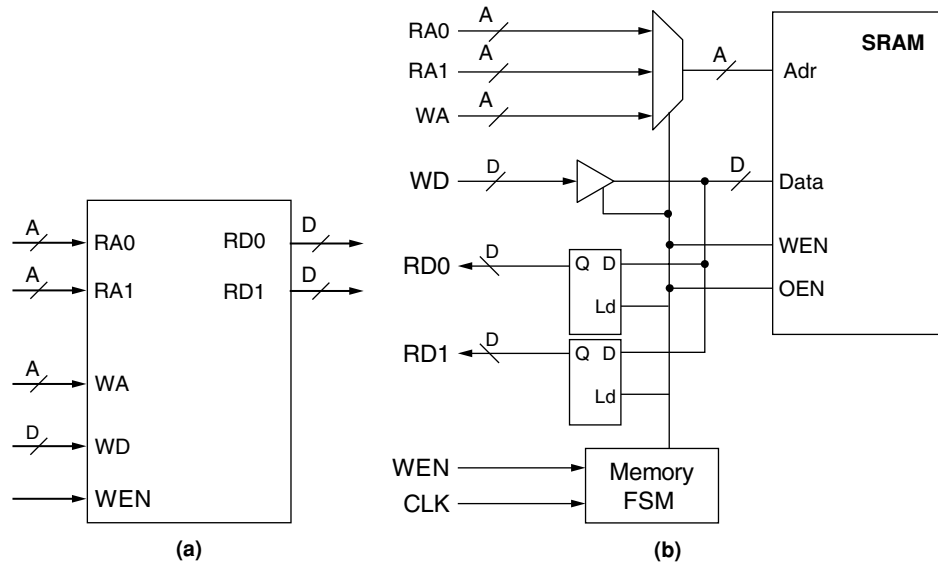 A
RA0
RD0
D
A
RA1
RD1
D
A
WA
D
WD
WEN
(a)
RA0
A
RA1
A
WA
A
A
SRAM
Adr
WD
D
D
Data
WEN
OEN
RD0
D
Q D
Ld
RD1
D
Q D
Ld
WEN
CLK
Memory
FSM
(b)